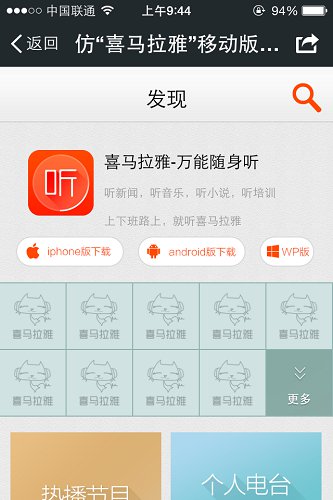 中国联通 上午9:44 94%
返回 仿“喜马拉雅”移动版...
发现
听
喜马拉雅-万能随身听
听新闻，听音乐，听小说，听培训
上下班路上，就听喜马拉雅
iphone版下载 android版下载 WP版
喜马拉雅 喜马拉雅 喜马拉雅 喜马拉雅 喜马拉雅
喜马拉雅 喜马拉雅 喜马拉雅 喜马拉雅 更多
热播节目 个人电台